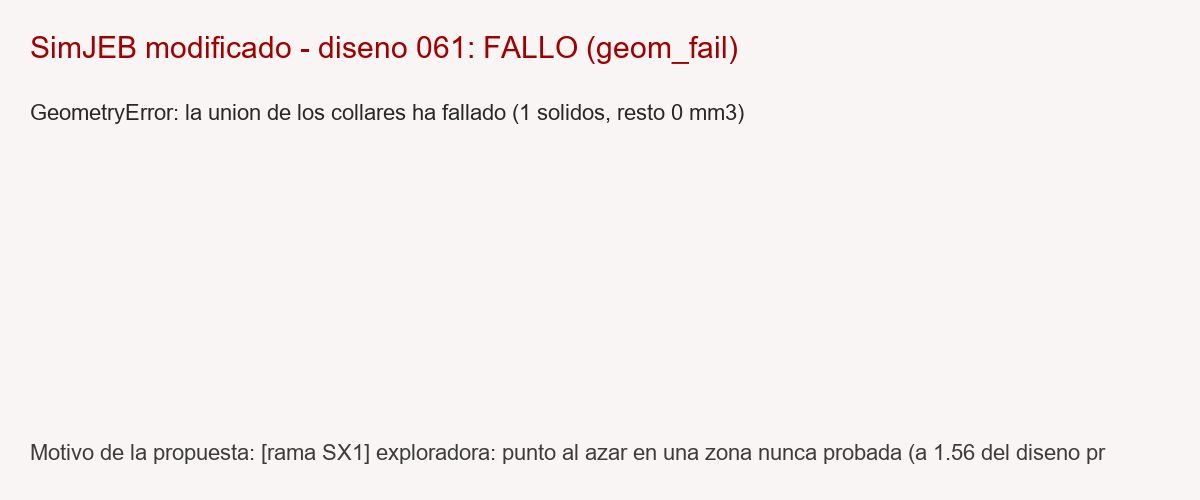 SimJEB modificado - diseno 061: FALLO (geom_fail)
GeometryError: la union de los collares ha fallado (1 solidos, resto 0 mm3)
Motivo de la propuesta: [rama SX1] exploradora: punto al azar en una zona nunca probada (a 1.56 del diseno pr